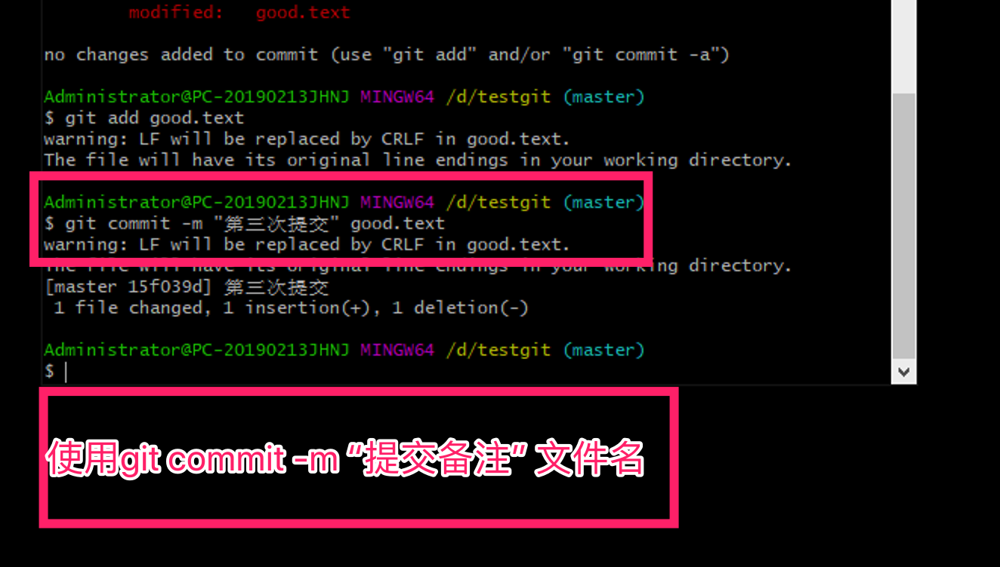 modified: good.text
no changes added to commit (use "git add" and/or "git commit -a")
Administrator@PC-20190213JHNJ MINGW64 /d/testgit (master)
$ git add good.text
warning: LF will be replaced by CRLF in good.text.
The file will have its original line endings in your working directory.
Administrator@PC-20190213JHNJ MINGW64 /d/testgit (master)
$ git commit -m "第三次提交" good.text
warning: LF will be replaced by CRLF in good.text.
The file will have its original line endings in your working directory.
[master 15f039d] 第三次提交
1 file changed, 1 insertion(+), 1 deletion(-)
Administrator@PC-20190213JHNJ MINGW64 /d/testgit (master)
$
使用git commit -m “提交备注” 文件名